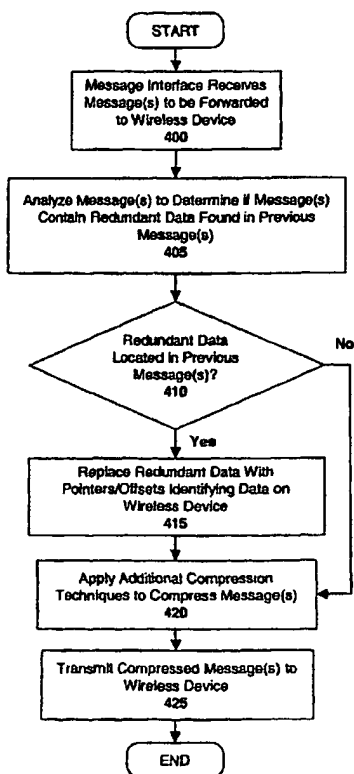 START
Message Interface Receives
Message(s) to be Forwarded
to Wireless Device
400
Analyze Message(s) to Determine if Message(s)
Contain Redundant Data Found in Previous
Message(s)
405
Redundant Data
Located in Previous
Message(s)?
410
No
Yes
Replace Redundant Data With
Pointers/Offsets Identifying Data on
Wireless Device
415
Apply Additional Compression
Techniques to Compress Message(s)
420
Transmit Compressed Message(s) to
Wireless Device
425
END